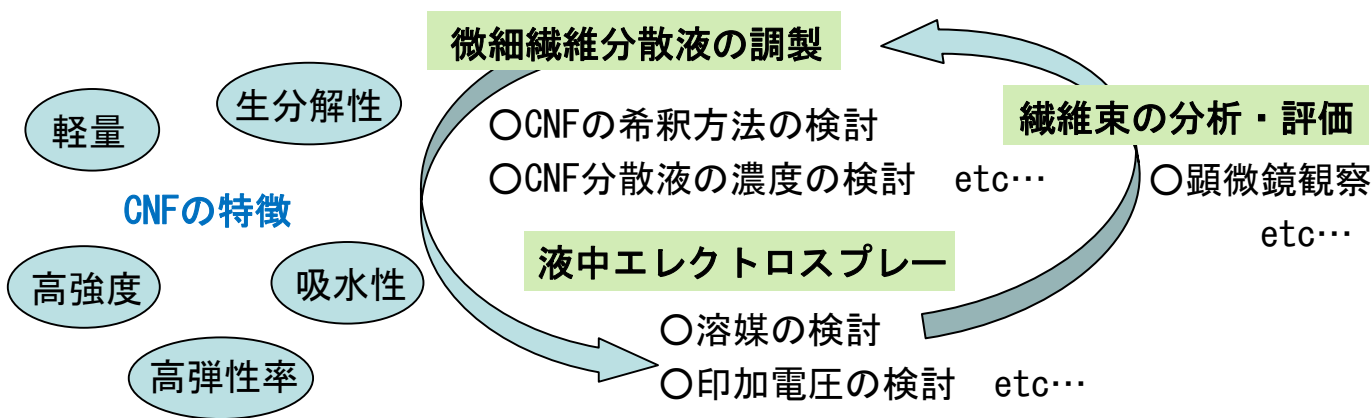 軽量
生分解性
CNFの特徴
高強度
吸水性
高弾性率
微細繊維分散液の調製
○CNFの希釈方法の検討
○CNF分散液の濃度の検討　etc…
液中エレクトロスプレー
○溶媒の検討
○印加電圧の検討　etc…
繊維束の分析・評価
○顕微鏡観察
etc…